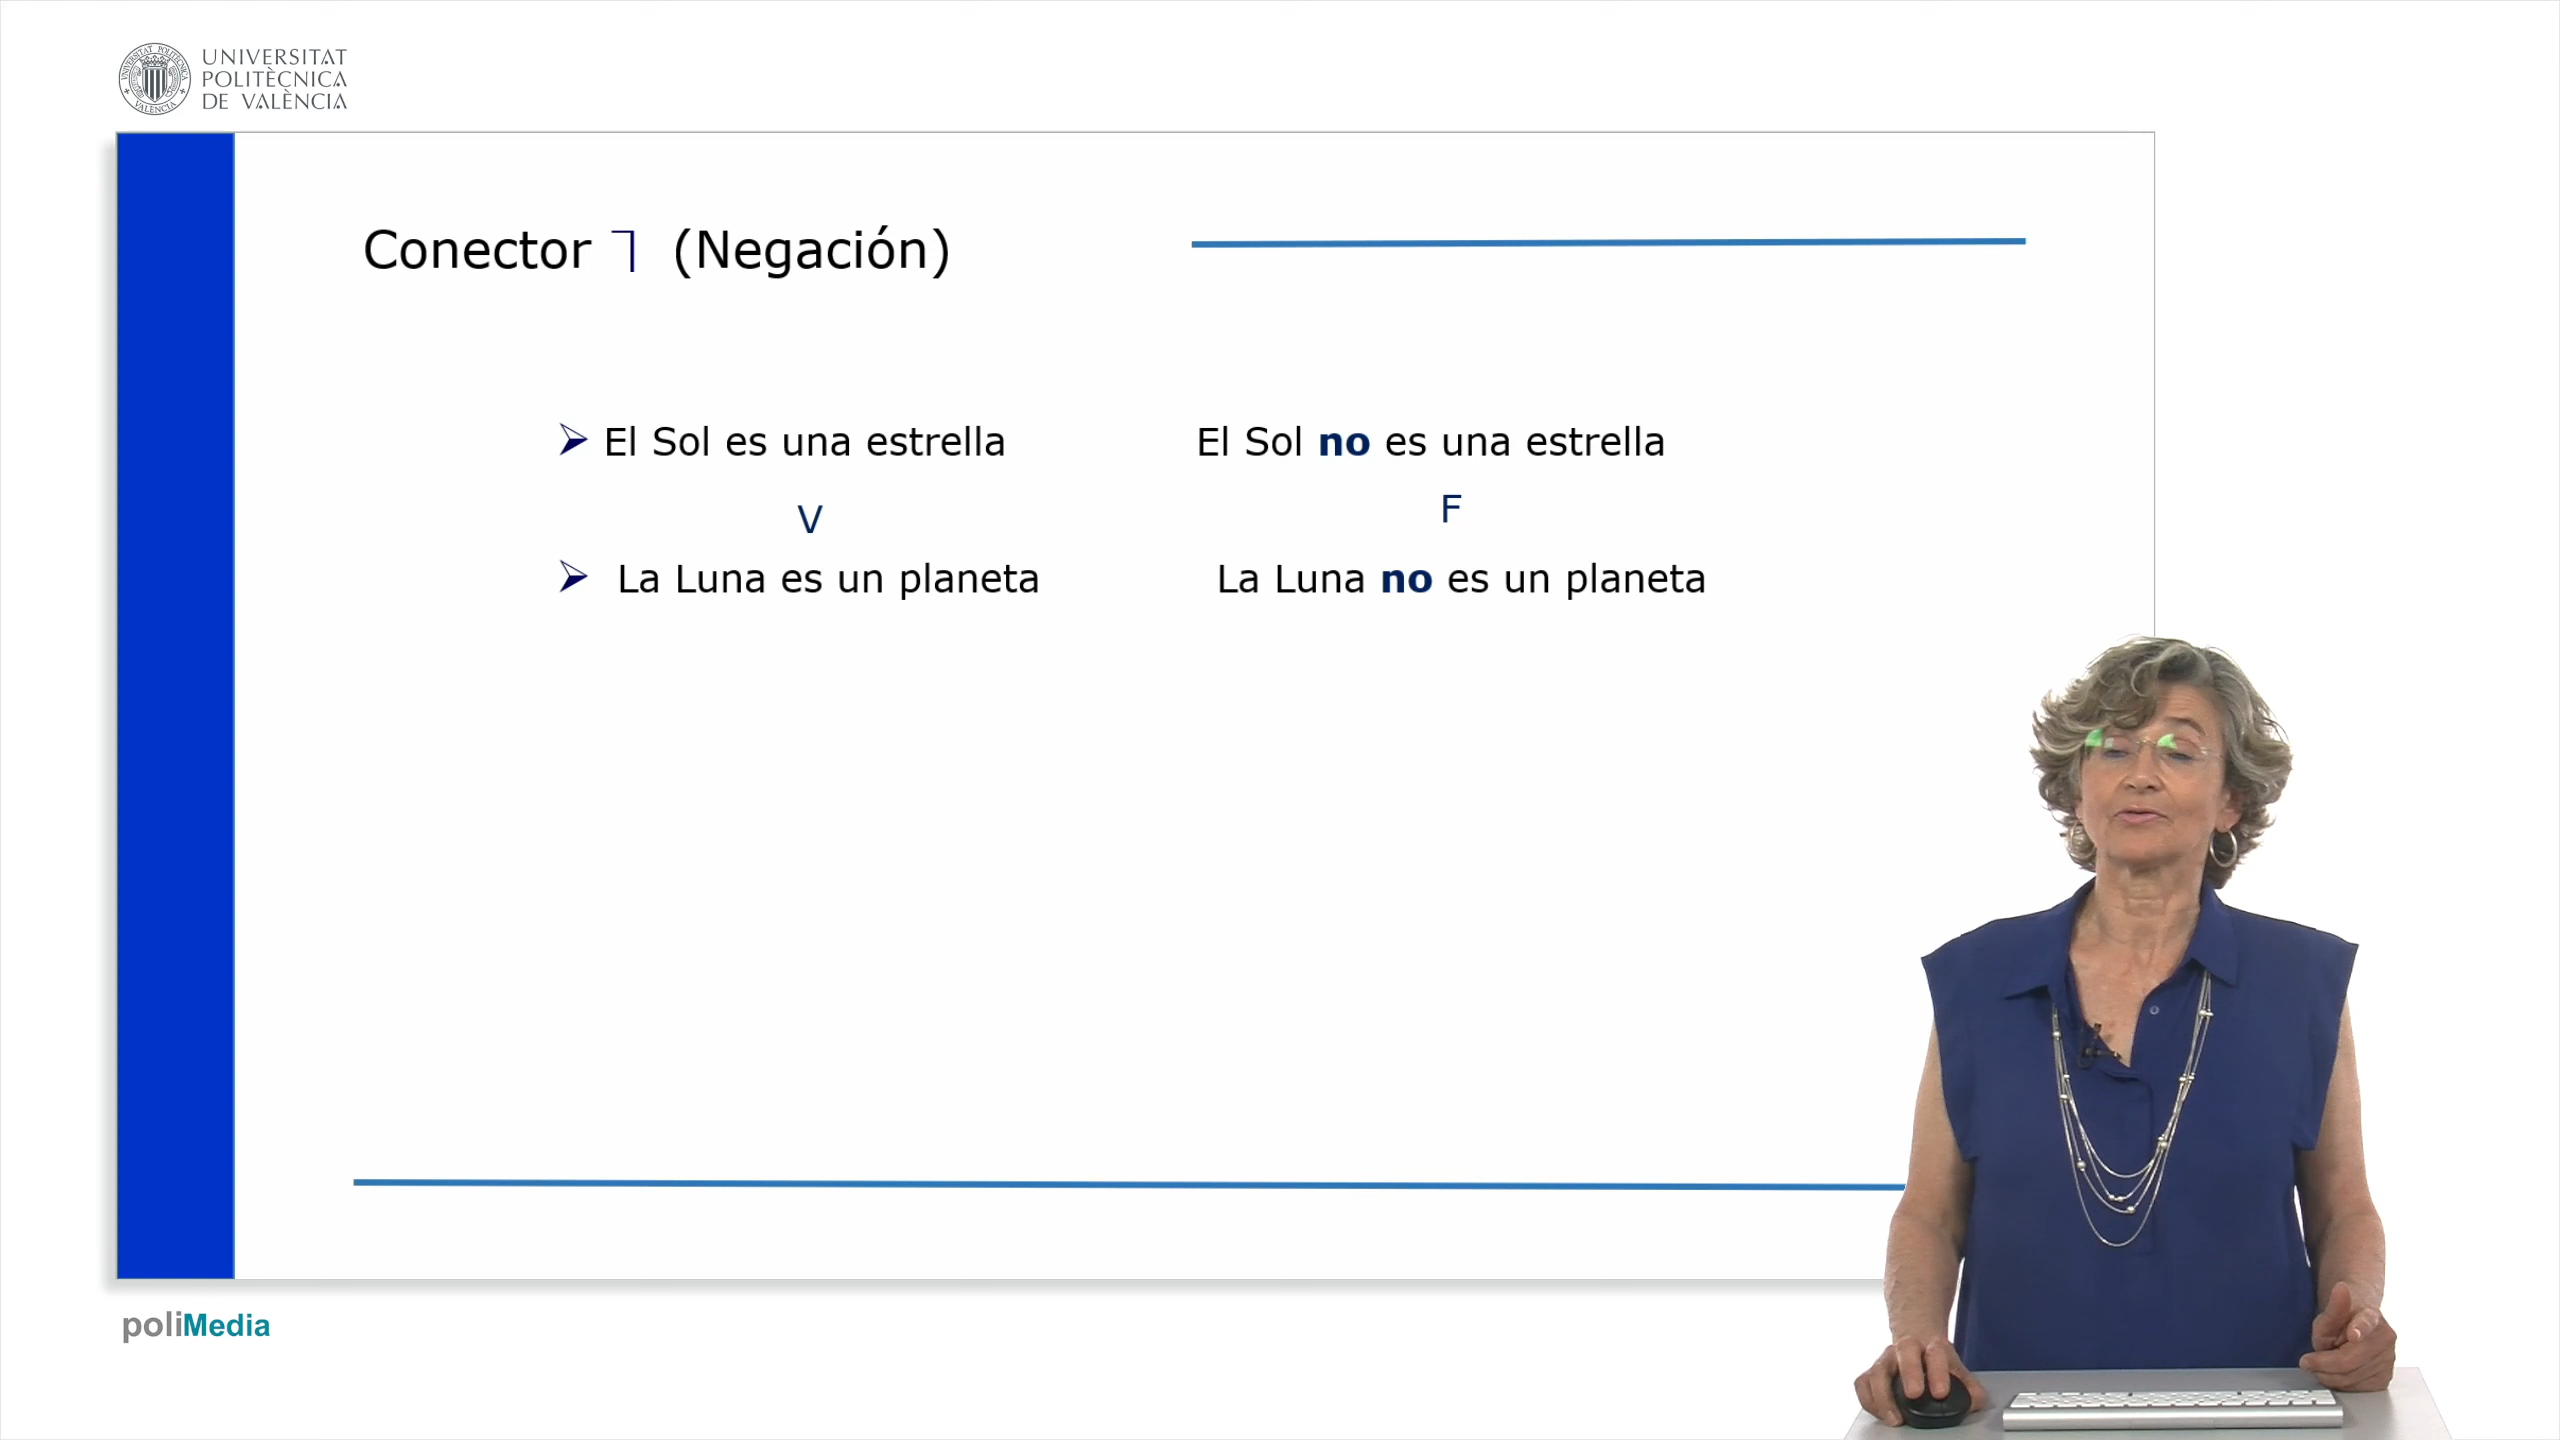 UNIVERSITAT
POLITÈCNICA
DE VALÈNCIA
Conector ㄱ (Negación)
➢ El Sol es una estrella El Sol no es una estrella
V F
➢ La Luna es un planeta La Luna no es un planeta
poliMedia